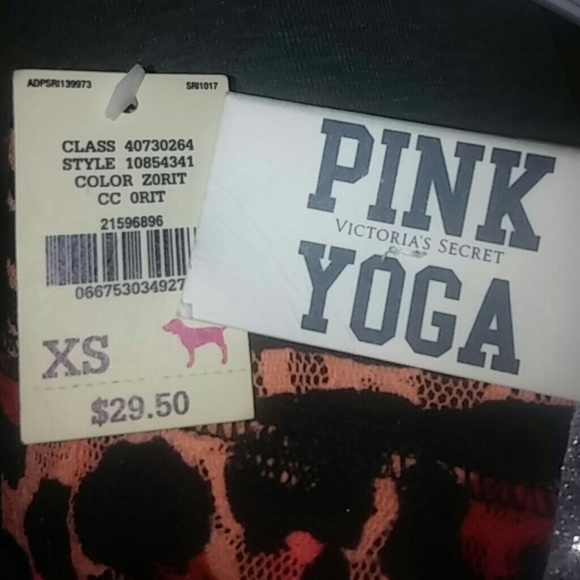 ADPSRI139973 SRI1017
CLASS 40730264
STYLE 10854341
COLOR Z0RIT
CC 0RIT
21596896
066753034927
XS
$29.50
PINK
VICTORIA'S SECRET
YOGA